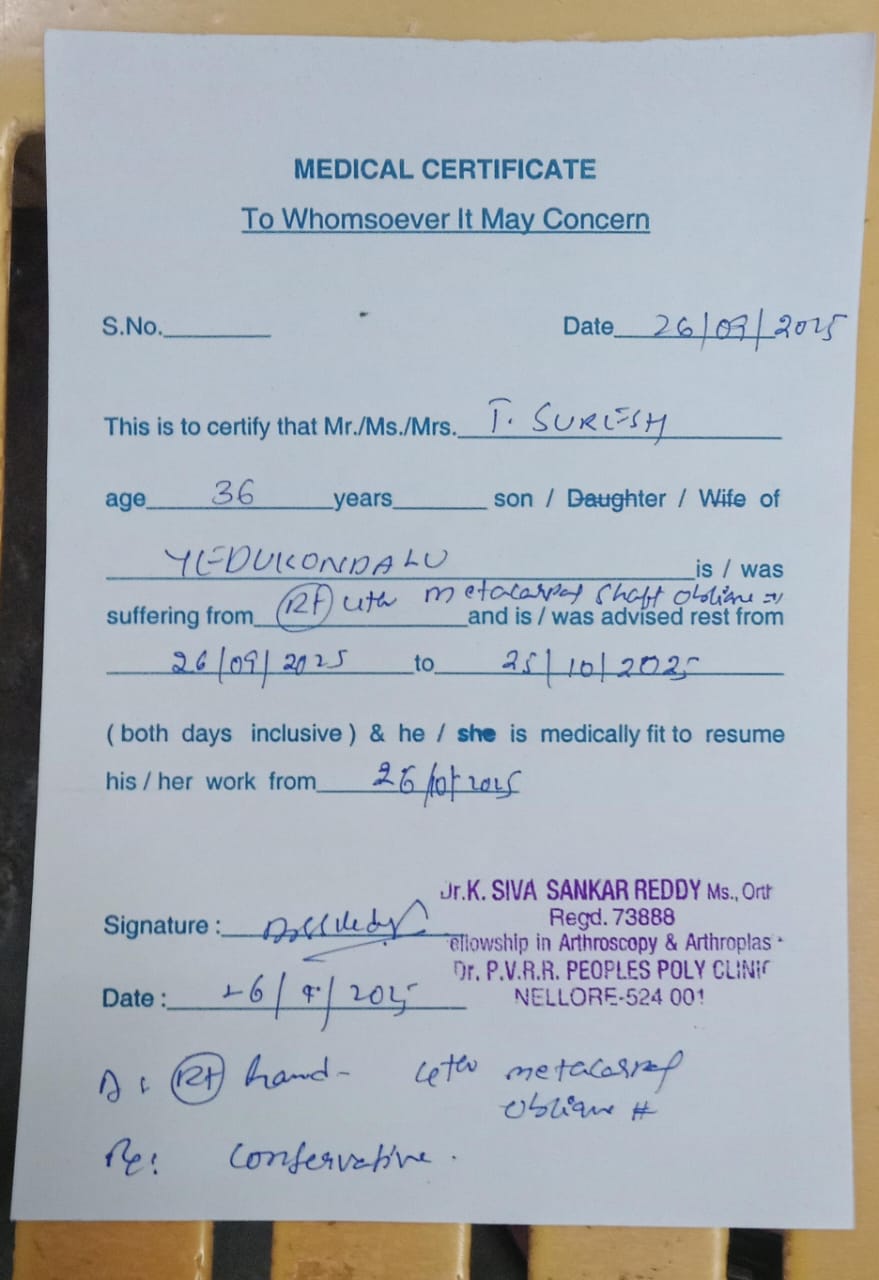 MEDICAL CERTIFICATE
To Whomsoever It May Concern
S.No. Date 26/09/2025
This is to certify that Mr./Ms./Mrs. T. SURESH
age 36 years son / Daughter / Wife of
YEDUKONDALU is / was
suffering from Rt 4th metacarpal shaft oblique # and is / was advised rest from
26/09/2025 to 25/10/2025
( both days inclusive ) & he / she is medically fit to resume
his / her work from 26/10/2025
Signature :
Dr.K. SIVA SANKAR REDDY Ms., Orth
Regd. 73888
ellowship in Arthroscopy & Arthroplas
Dr. P.V.R.R. PEOPLES POLY CLINIC
NELLORE-524 001
Date : 26/9/2025
Rt hand - 4th metacarpal
oblique #
Rx: conservative.